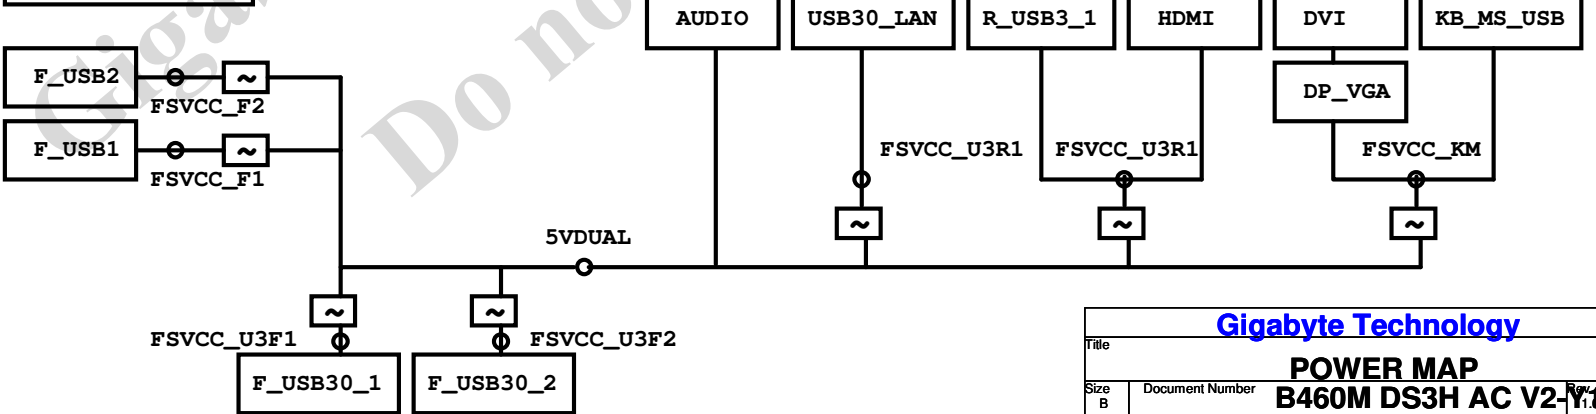 AUDIO
USB30_LAN
R_USB3_1
HDMI
DVI
KB_MS_USB
F_USB2
FSVCC_F2
DP_VGA
F_USB1
FSVCC_F1
FSVCC_U3R1
FSVCC_U3R1
FSVCC_KM
Do no
5VDUAL
FSVCC_U3F1
FSVCC_U3F2
F_USB30_1
F_USB30_2
Gigabyte Technology
Title
POWER MAP
Size
B
Document Number
B460M DS3H AC V2-Y
Rev